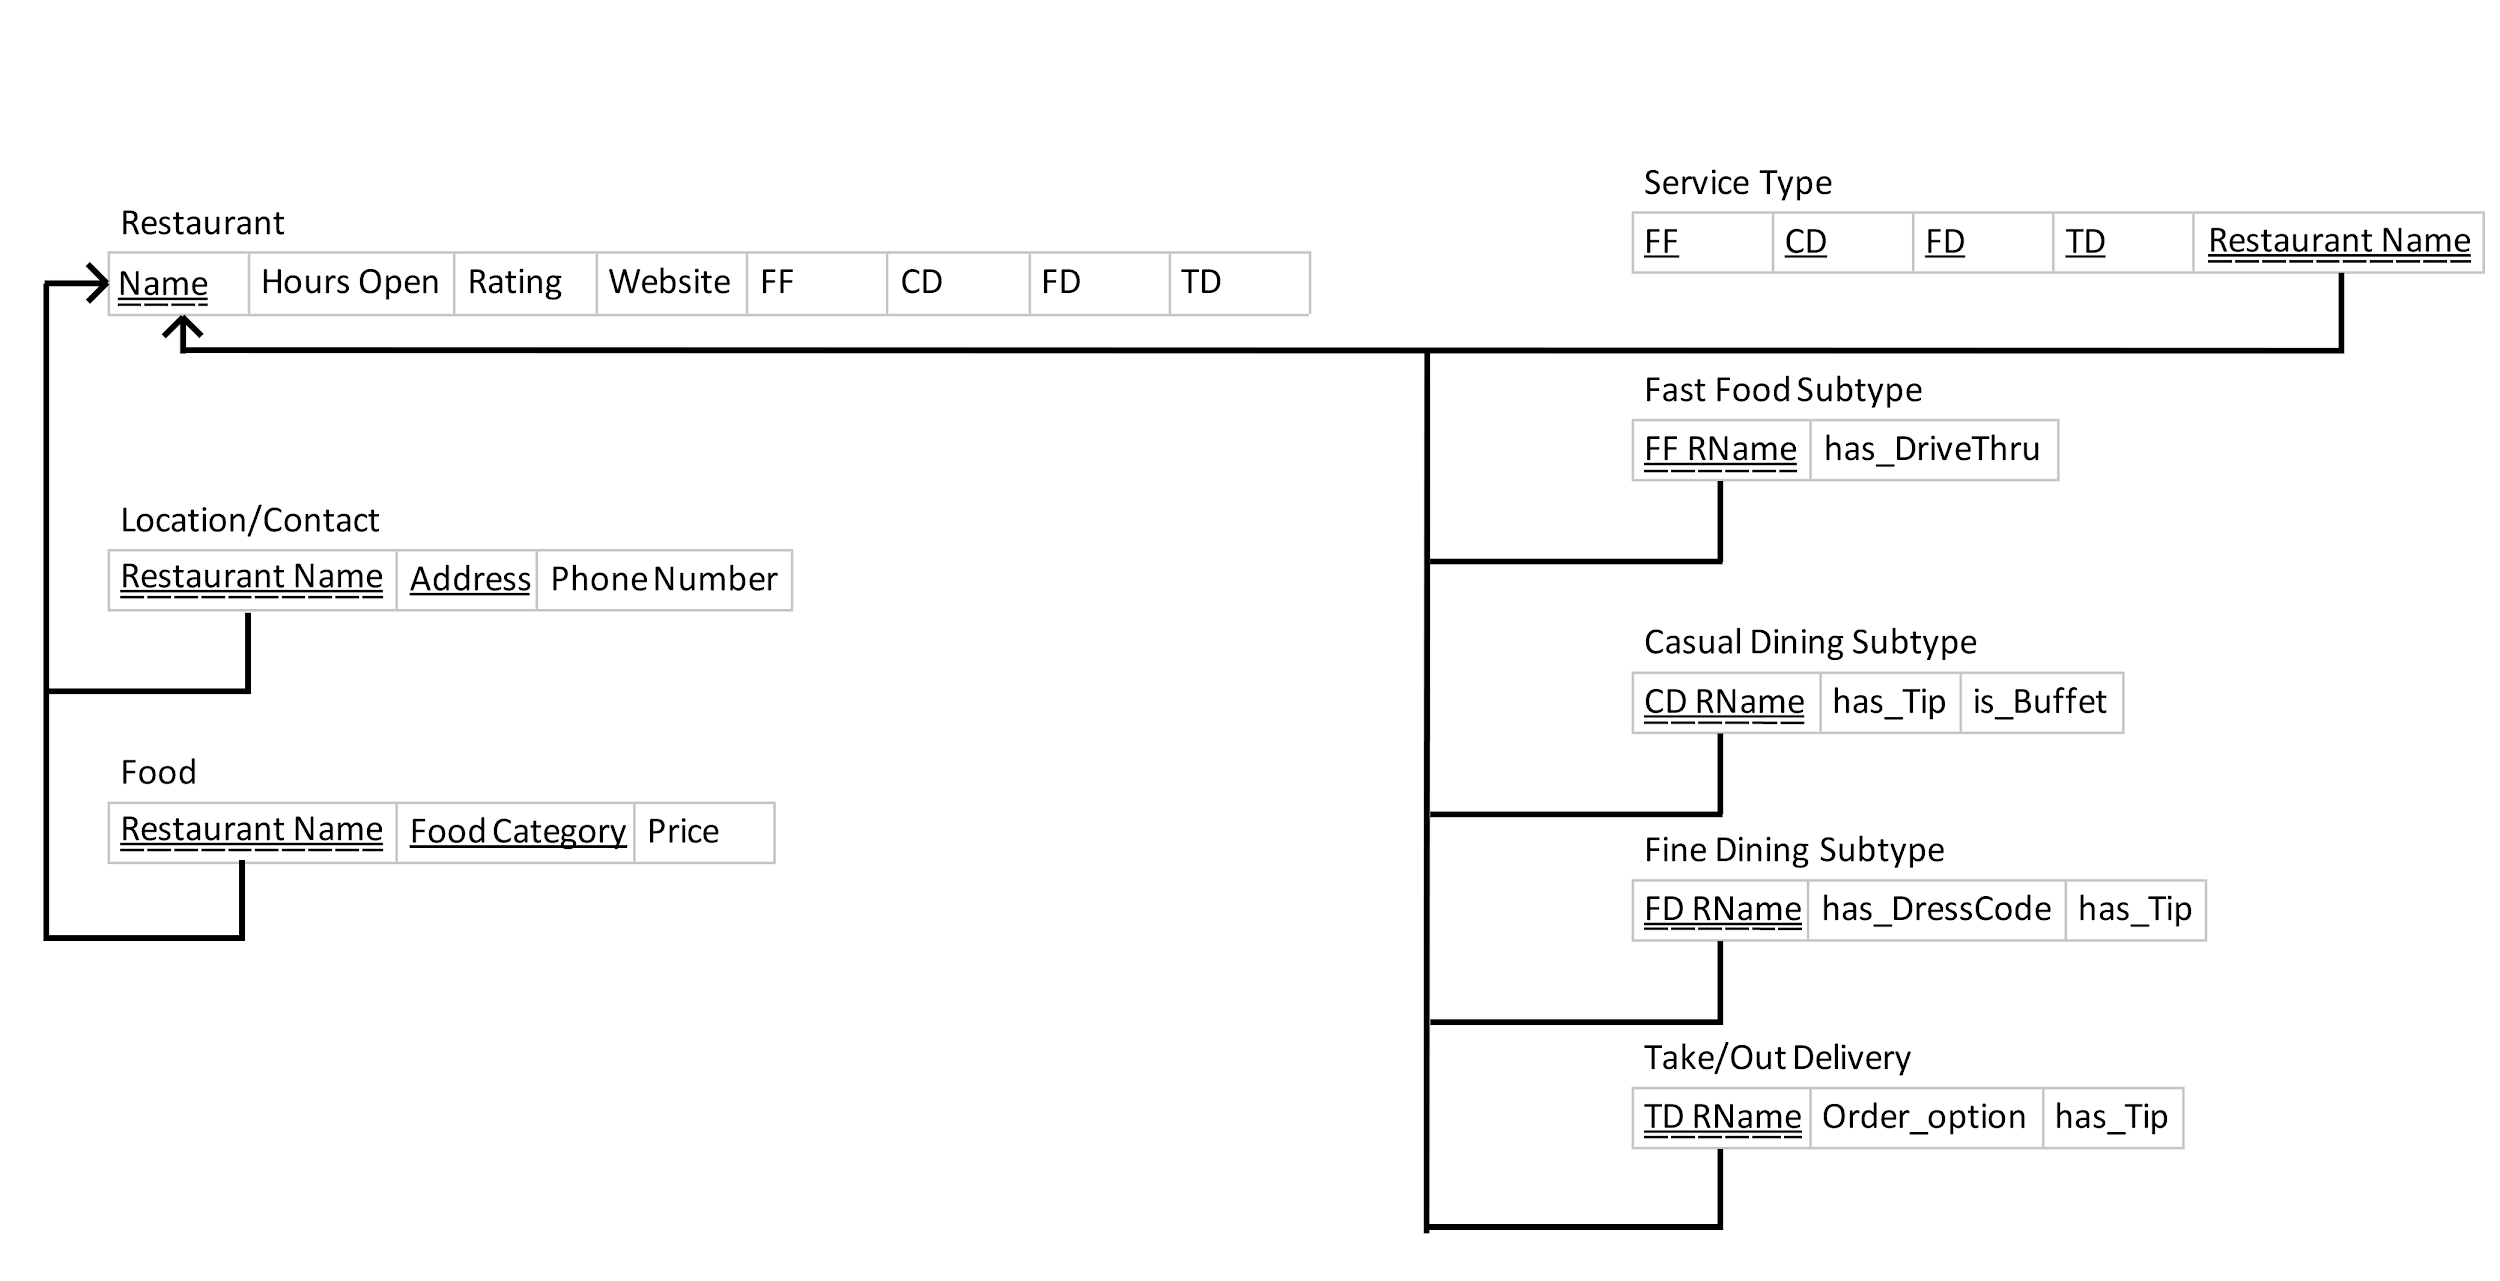 Restaurant
Name Hours Open Rating Website FF CD FD TD
Location/Contact
Restaurant Name Address Phone Number
Food
Restaurant Name Food Category Price
Service Type
FF CD FD TD Restaurant Name
Fast Food Subtype
FF RName has_DriveThru
Casual Dining Subtype
CD RName has_Tip is_Buffet
Fine Dining Subtype
FD RName has_DressCode has_Tip
Take/Out Delivery
TD RName Order_option has_Tip